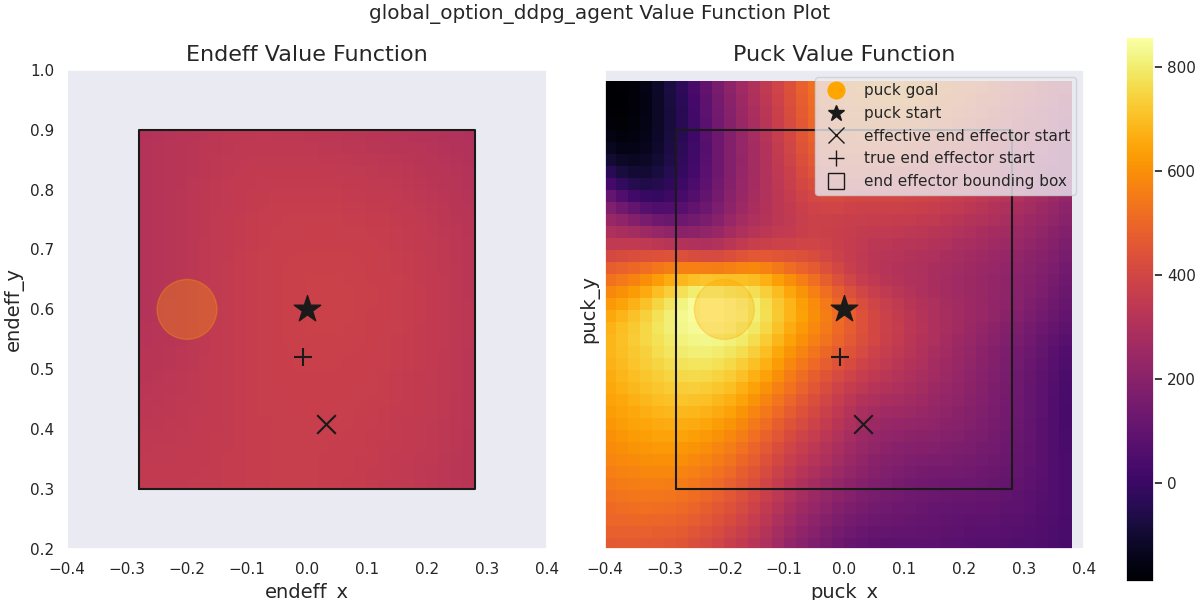 global_option_ddpg_agent Value Function Plot
Endeff Value Function
endeff_y
1.0
0.9
0.8
0.7
0.6
0.5
0.4
0.3
0.2
−0.4 −0.3 −0.2 −0.1 0.0 0.1 0.2 0.3 0.4
endeff_x
Puck Value Function
puck goal
puck start
effective end effector start
true end effector start
end effector bounding box
puck_y
−0.4 −0.3 −0.2 −0.1 0.0 0.1 0.2 0.3 0.4
puck_x
800
600
400
200
0